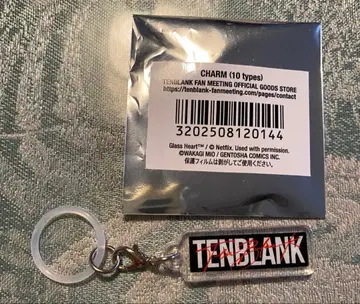 CHARM (10 types)
TENBLANK FAN MEETING OFFICIAL GOODS STORE
https://tenblank-fanmeeting.com/pages/contact
3202508120144
Glass Heart™ / © Netflix. Used with permission.
©WAKAGI MIO / GENTOSHA COMICS INC.
保護フィルムは剥がしてご使用ください。
TENBLANK